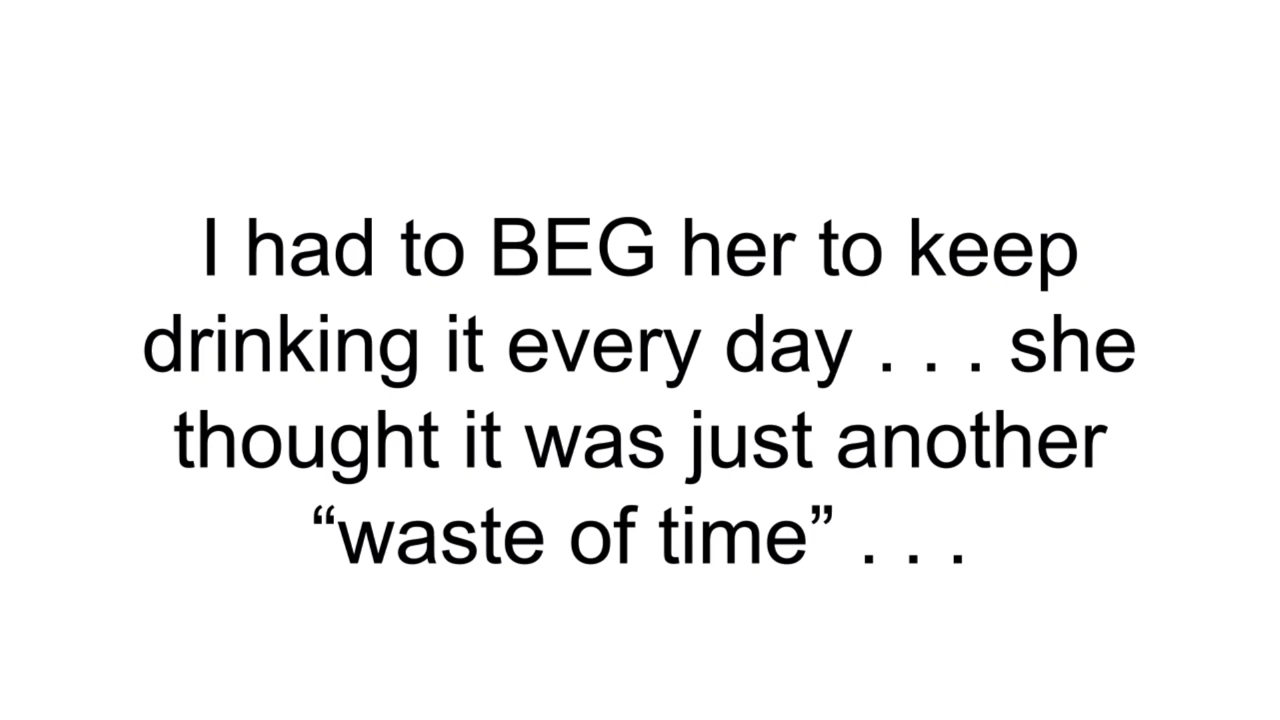 I had to BEG her to keep
drinking it every day . . . she
thought it was just another
“waste of time” . . .